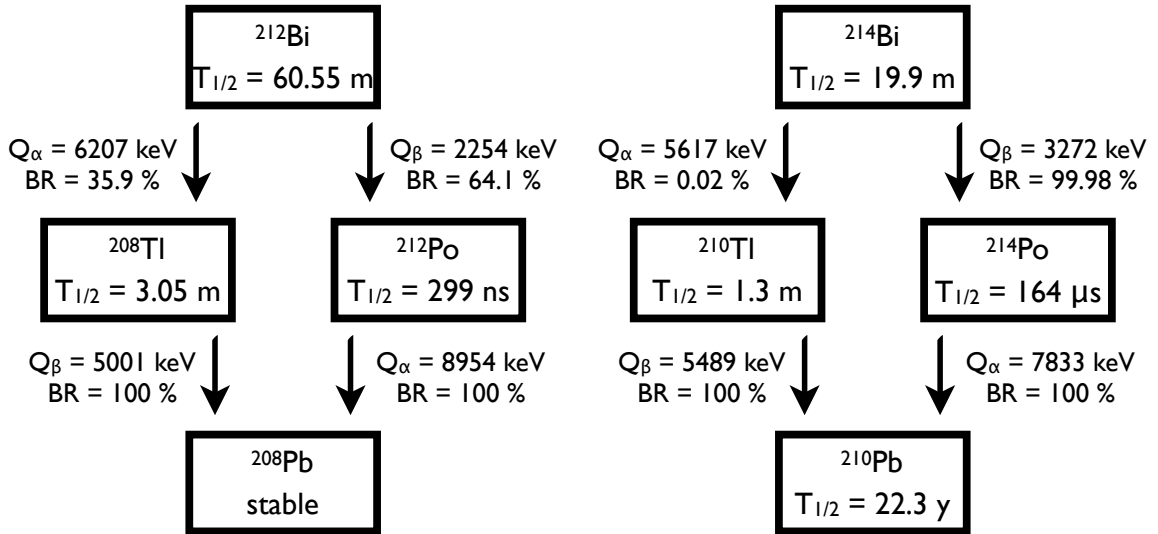 ²¹²Bi
T₁/₂ = 60.55 m
Qα = 6207 keV
BR = 35.9 %
Qβ = 2254 keV
BR = 64.1 %
²⁰⁸Tl
T₁/₂ = 3.05 m
²¹²Po
T₁/₂ = 299 ns
Qβ = 5001 keV
BR = 100 %
Qα = 8954 keV
BR = 100 %
²⁰⁸Pb
stable
²¹⁴Bi
T₁/₂ = 19.9 m
Qα = 5617 keV
BR = 0.02 %
Qβ = 3272 keV
BR = 99.98 %
²¹⁰Tl
T₁/₂ = 1.3 m
²¹⁴Po
T₁/₂ = 164 μs
Qβ = 5489 keV
BR = 100 %
Qα = 7833 keV
BR = 100 %
²¹⁰Pb
T₁/₂ = 22.3 y